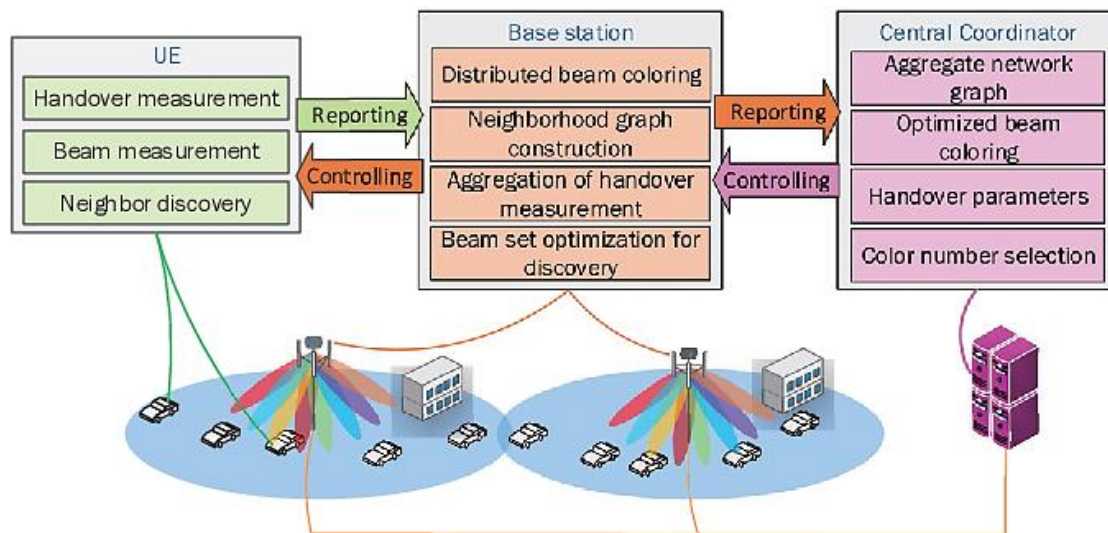 UE
Handover measurement
Beam measurement
Neighbor discovery
Reporting
Controlling
Base station
Distributed beam coloring
Neighborhood graph
construction
Aggregation of handover
measurement
Beam set optimization for
discovery
Reporting
Controlling
Central Coordinator
Aggregate network
graph
Optimized beam
coloring
Handover parameters
Color number selection